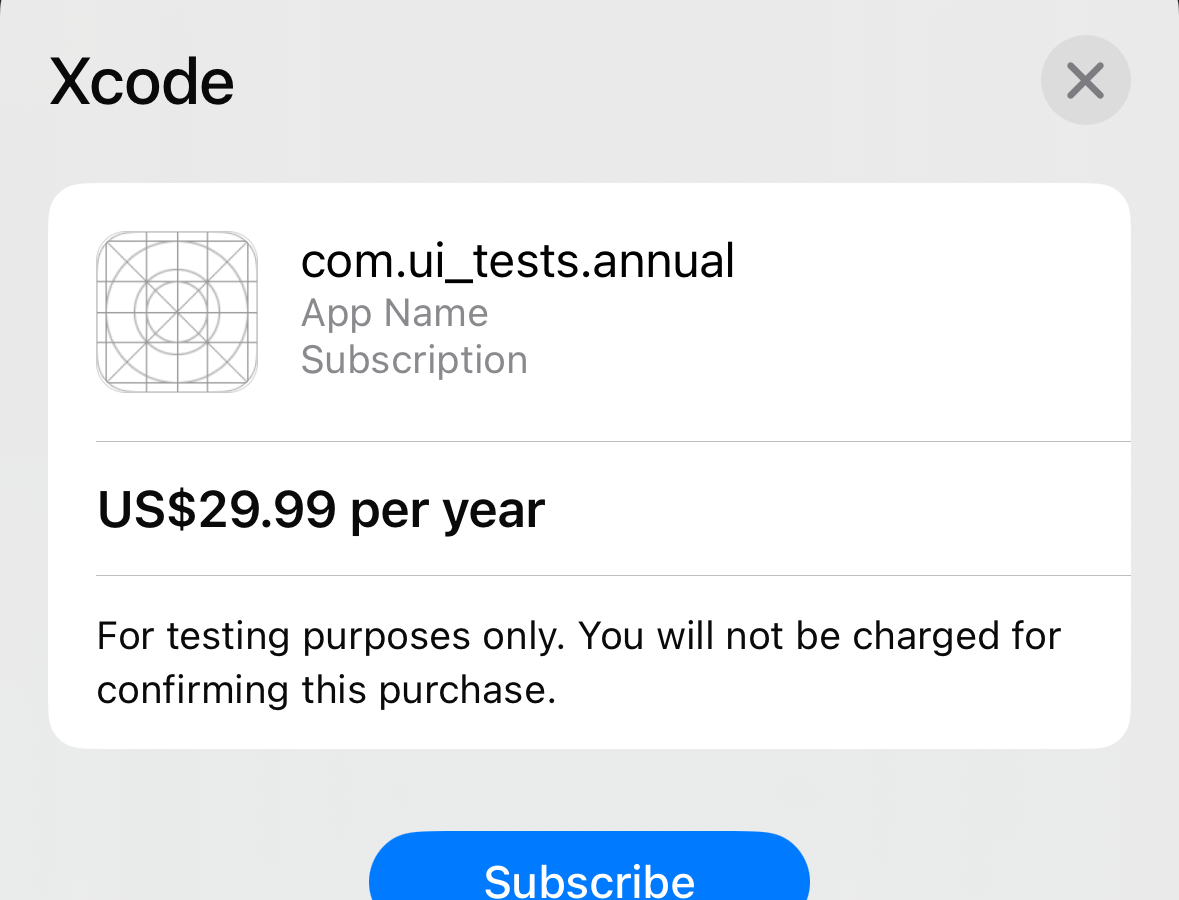 Xcode
com.ui_tests.annual
App Name
Subscription
US$29.99 per year
For testing purposes only. You will not be charged for
confirming this purchase.
Subscribe